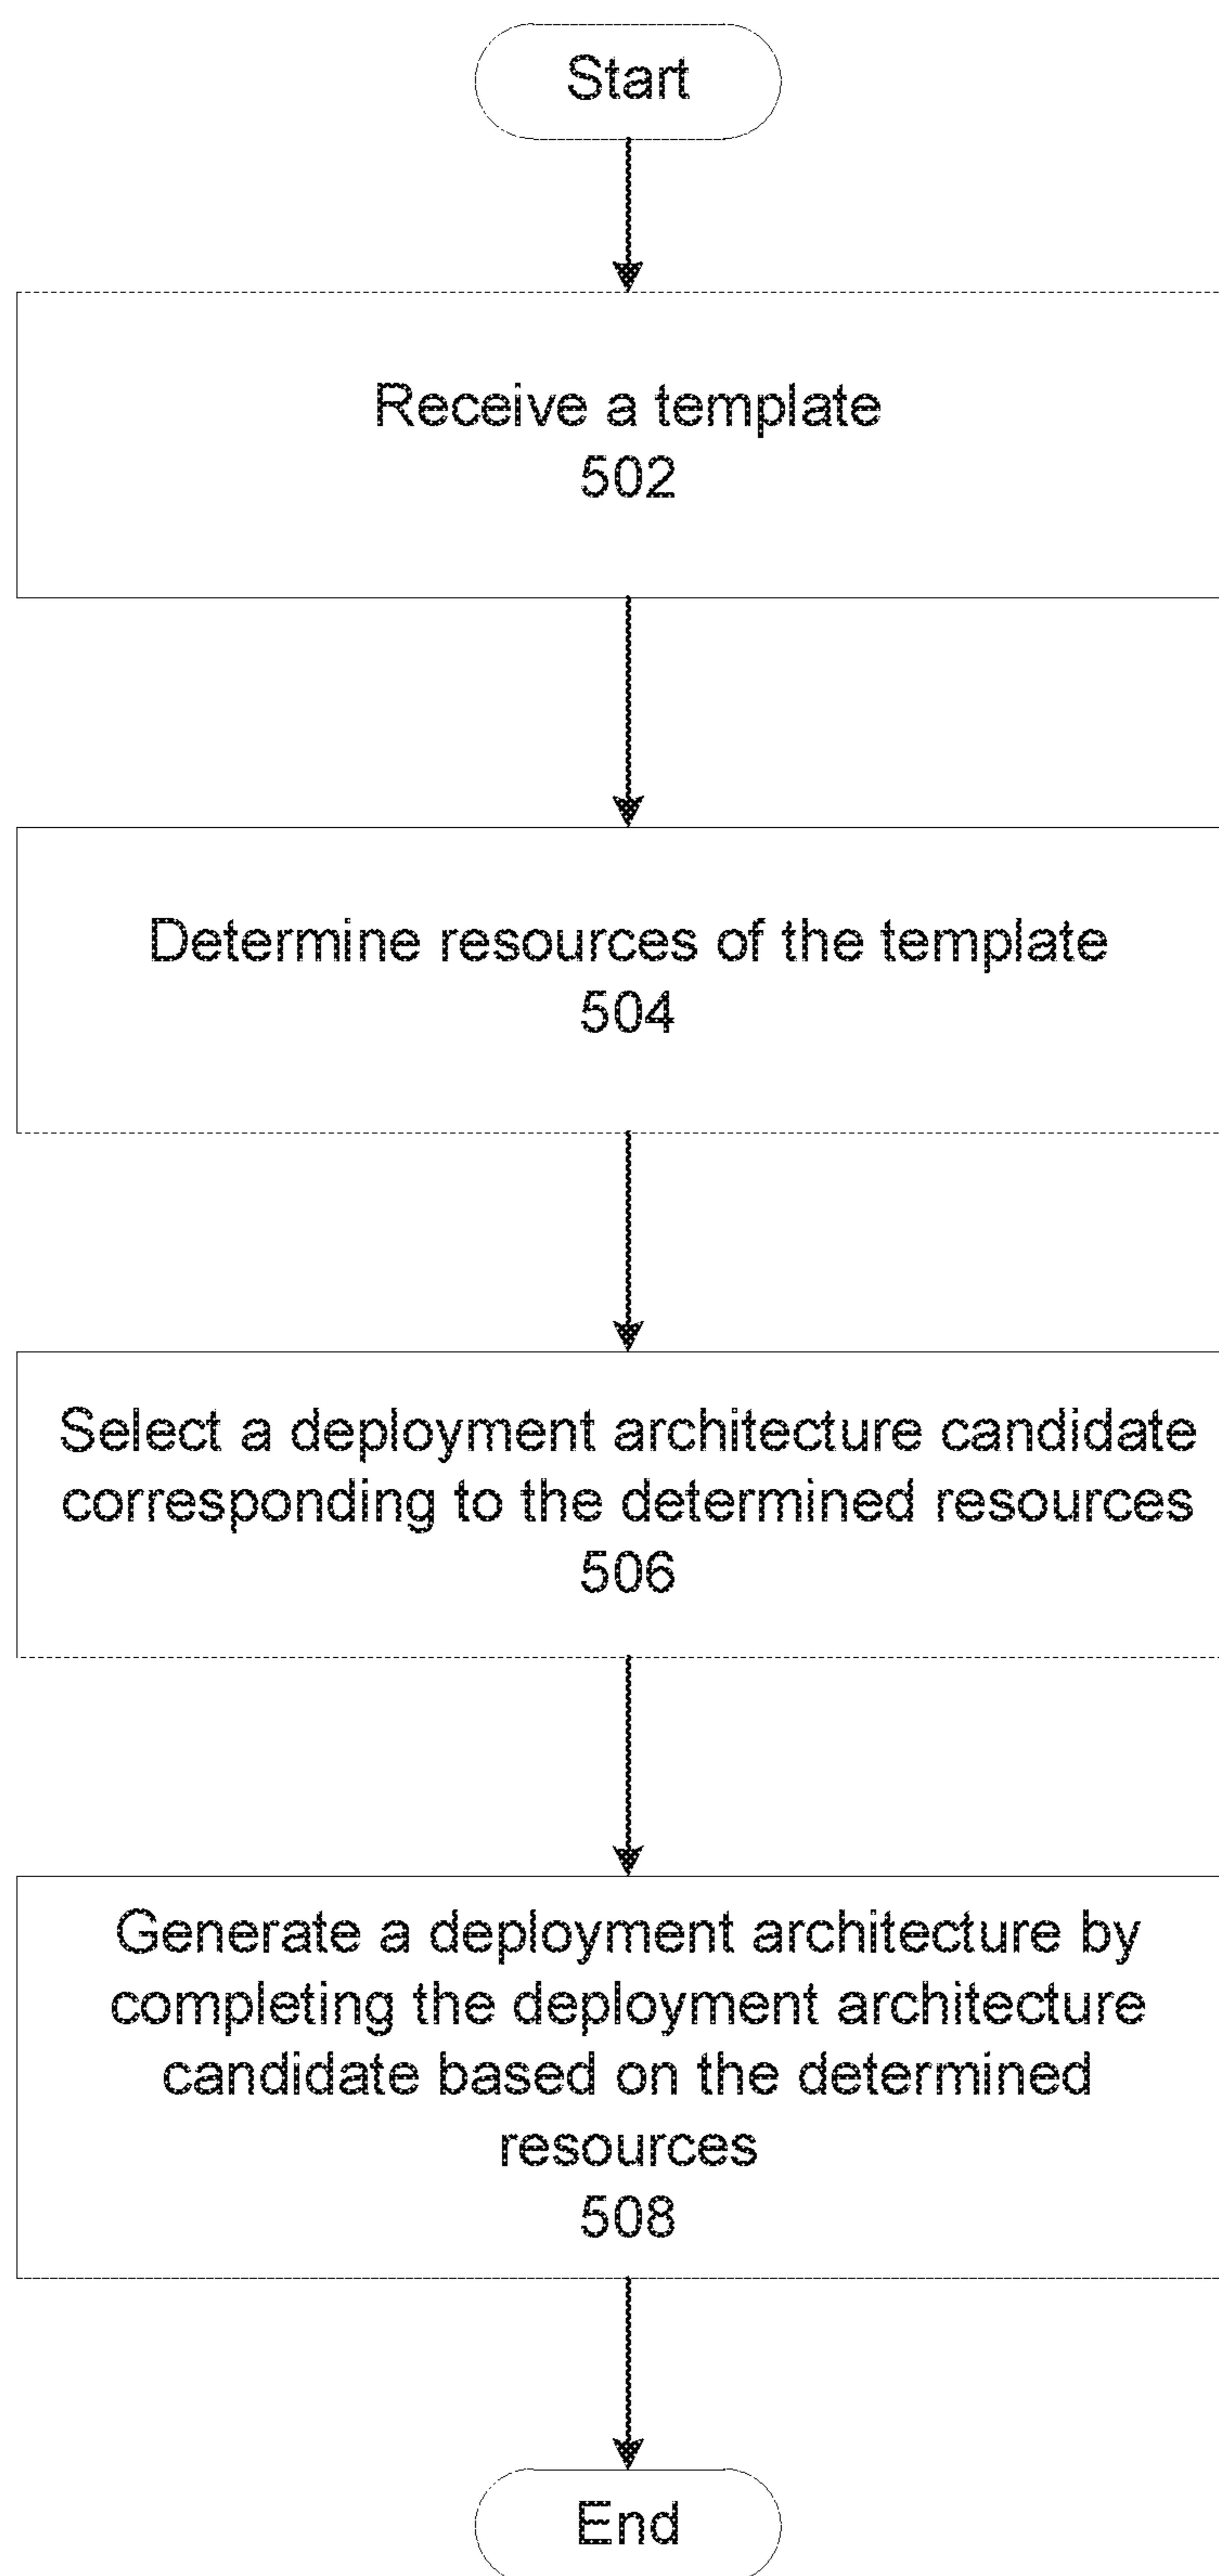 Start
Receive a template
502
Determine resources of the template
504
Select a deployment architecture candidate
corresponding to the determined resources
506
Generate a deployment architecture by
completing the deployment architecture
candidate based on the determined
resources
508
End